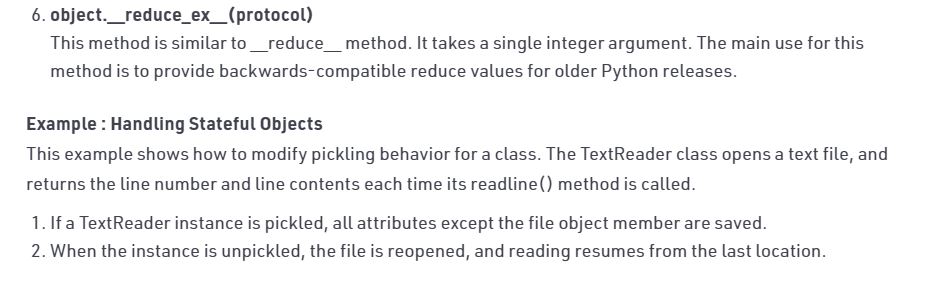 6. object.__reduce_ex__(protocol)
This method is similar to __reduce__ method. It takes a single integer argument. The main use for this
method is to provide backwards-compatible reduce values for older Python releases.
Example : Handling Stateful Objects
This example shows how to modify pickling behavior for a class. The TextReader class opens a text file, and
returns the line number and line contents each time its readline() method is called.
1. If a TextReader instance is pickled, all attributes except the file object member are saved.
2. When the instance is unpickled, the file is reopened, and reading resumes from the last location.